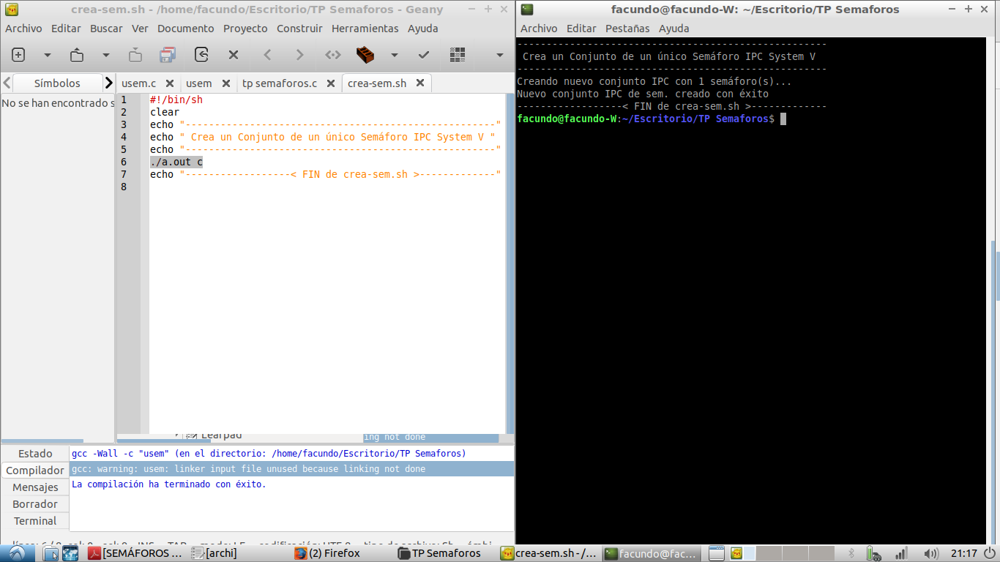 crea-sem.sh - /home/facundo/Escritorio/TP Semaforos - Geany
Archivo Editar Buscar Ver Documento Proyecto Construir Herramientas Ayuda
Símbolos
usem.c
usem
tp semaforos.c
crea-sem.sh
No se han encontrado s
1 #!/bin/sh
2 clear
3 echo "-----------------------------------------------------"
4 echo " Crea un Conjunto de un único Semáforo IPC System V "
5 echo "-----------------------------------------------------"
6 ./a.out c
7 echo "------------------< FIN de crea-sem.sh >-------------"
8
Learpad
ing not done
Estado
Compilador
Mensajes
Borrador
Terminal
gcc -Wall -c "usem" (en el directorio: /home/facundo/Escritorio/TP Semaforos)
gcc: warning: usem: linker input file unused because linking not done
La compilación ha terminado con éxito.
facundo@facundo-W: ~/Escritorio/TP Semaforos
Archivo Editar Pestañas Ayuda
-----------------------------------------------------
Crea un Conjunto de un único Semáforo IPC System V
-----------------------------------------------------
Creando nuevo conjunto IPC con 1 semáforo(s)...
Nuevo conjunto IPC de sem. creado con éxito
------------------< FIN de crea-sem.sh >-------------
facundo@facundo-W:~/Escritorio/TP Semaforos$
[SEMÁFOROS ...
[archi]
(2) Firefox
TP Semaforos
crea-sem.sh - /...
facundo@fac...
21:17